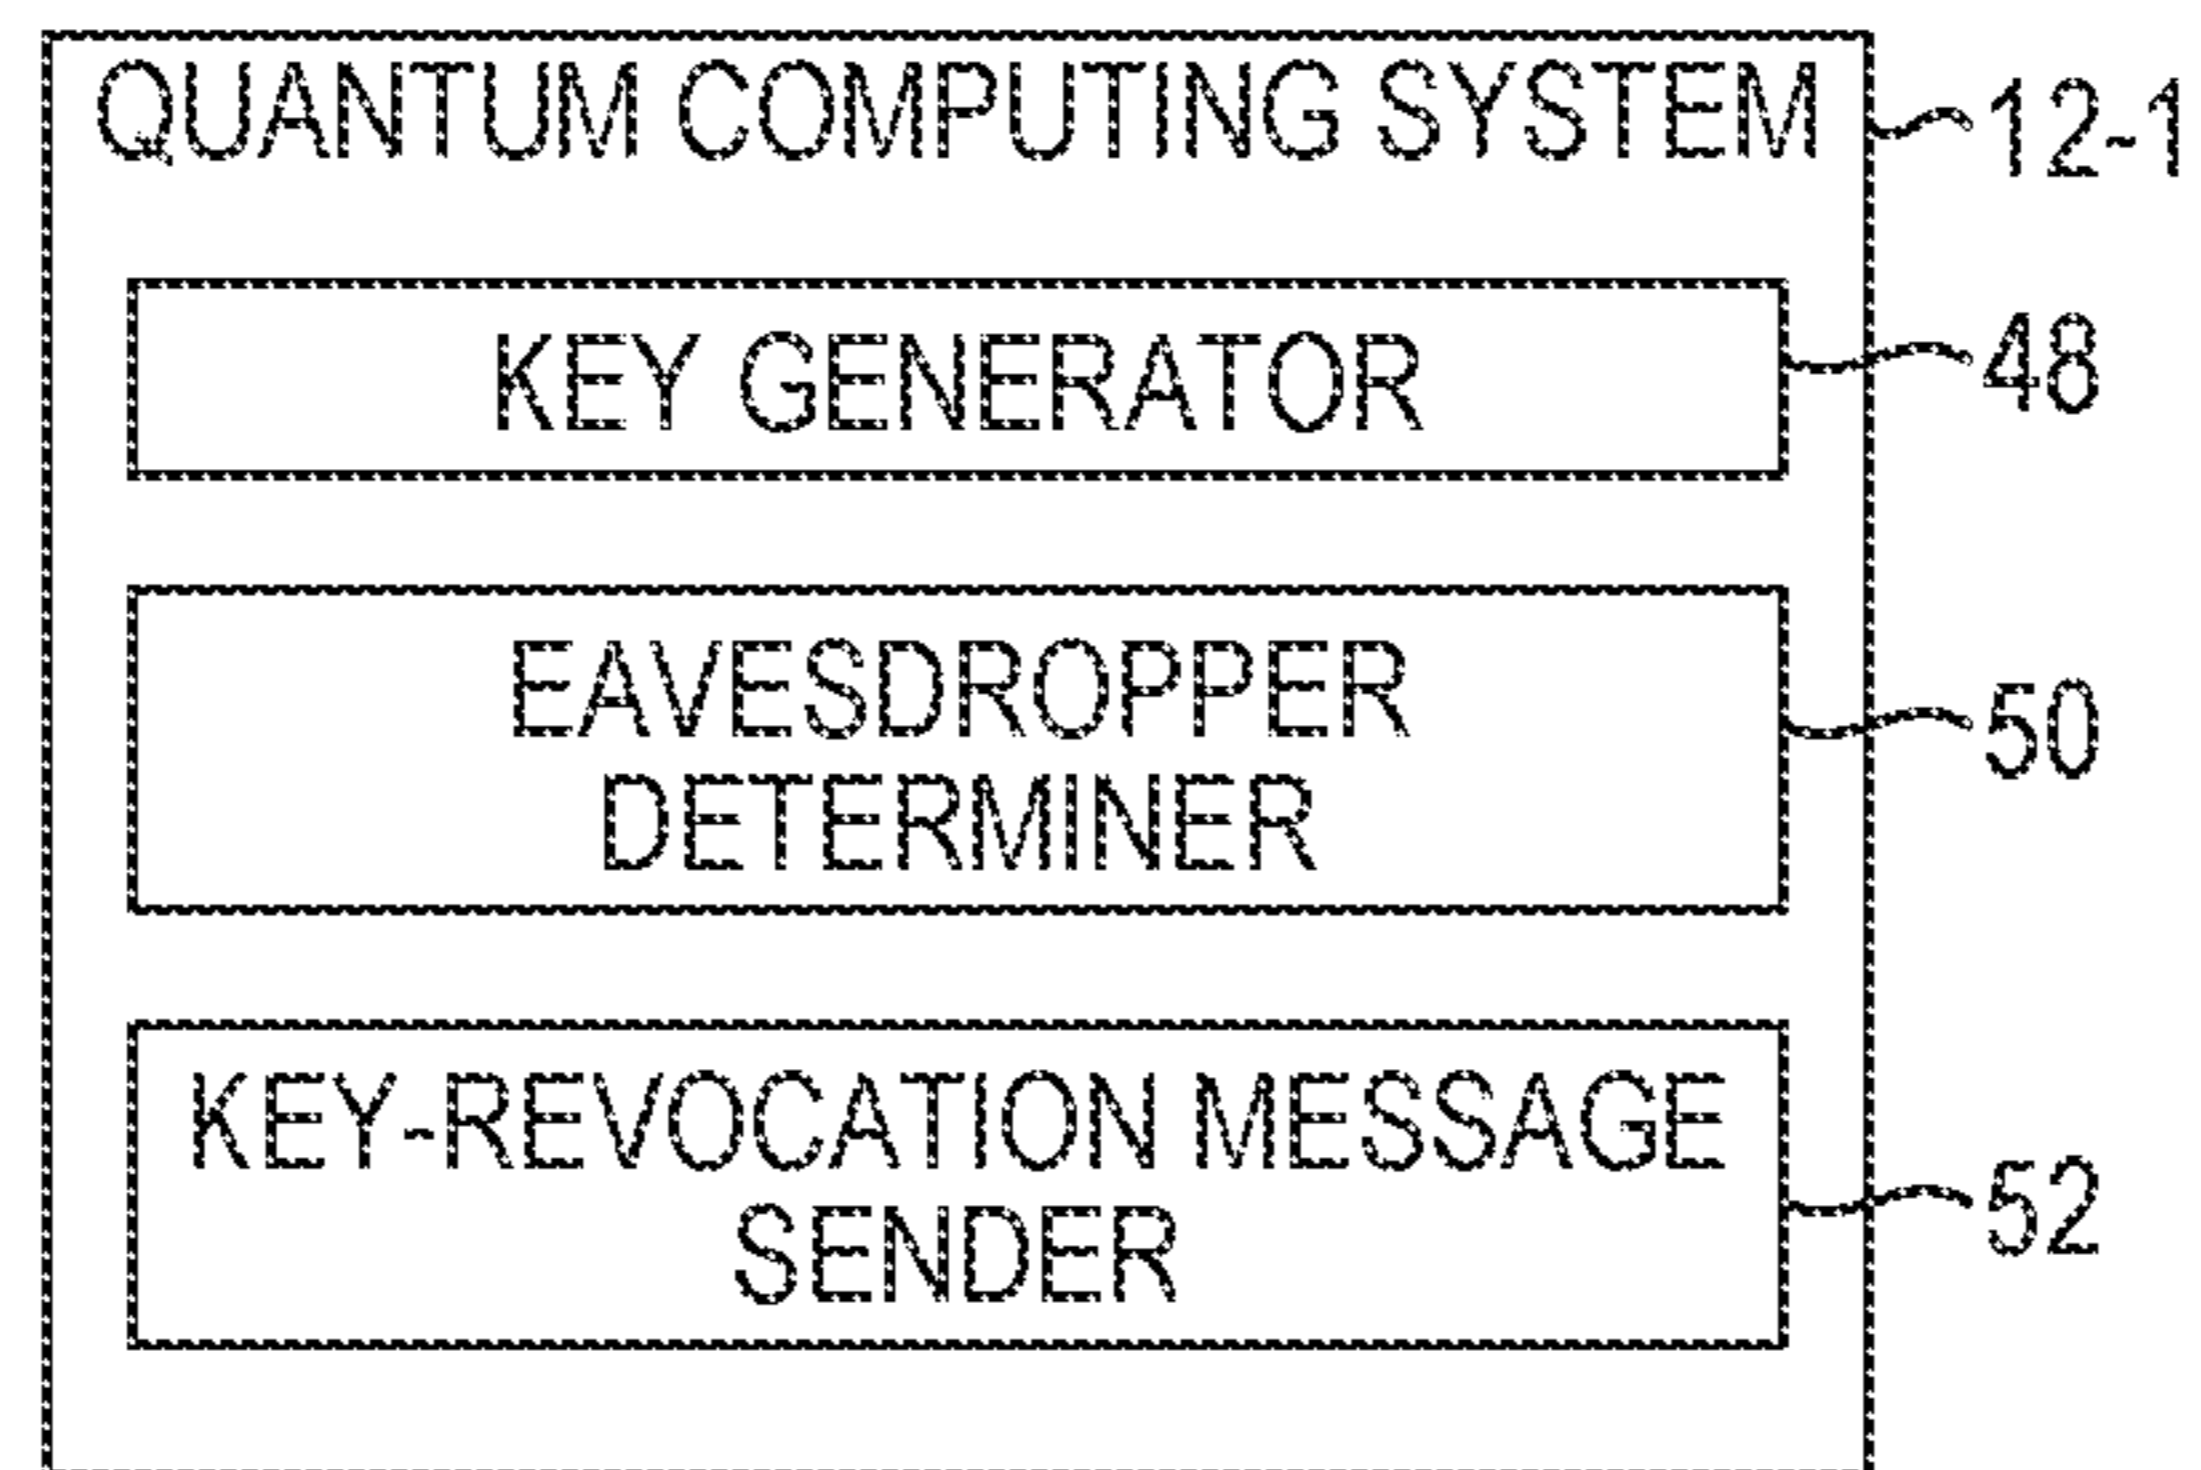 QUANTUM COMPUTING SYSTEM
12-1
KEY GENERATOR
48
EAVESDROPPER
DETERMINER
50
KEY-REVOCATION MESSAGE
SENDER
52